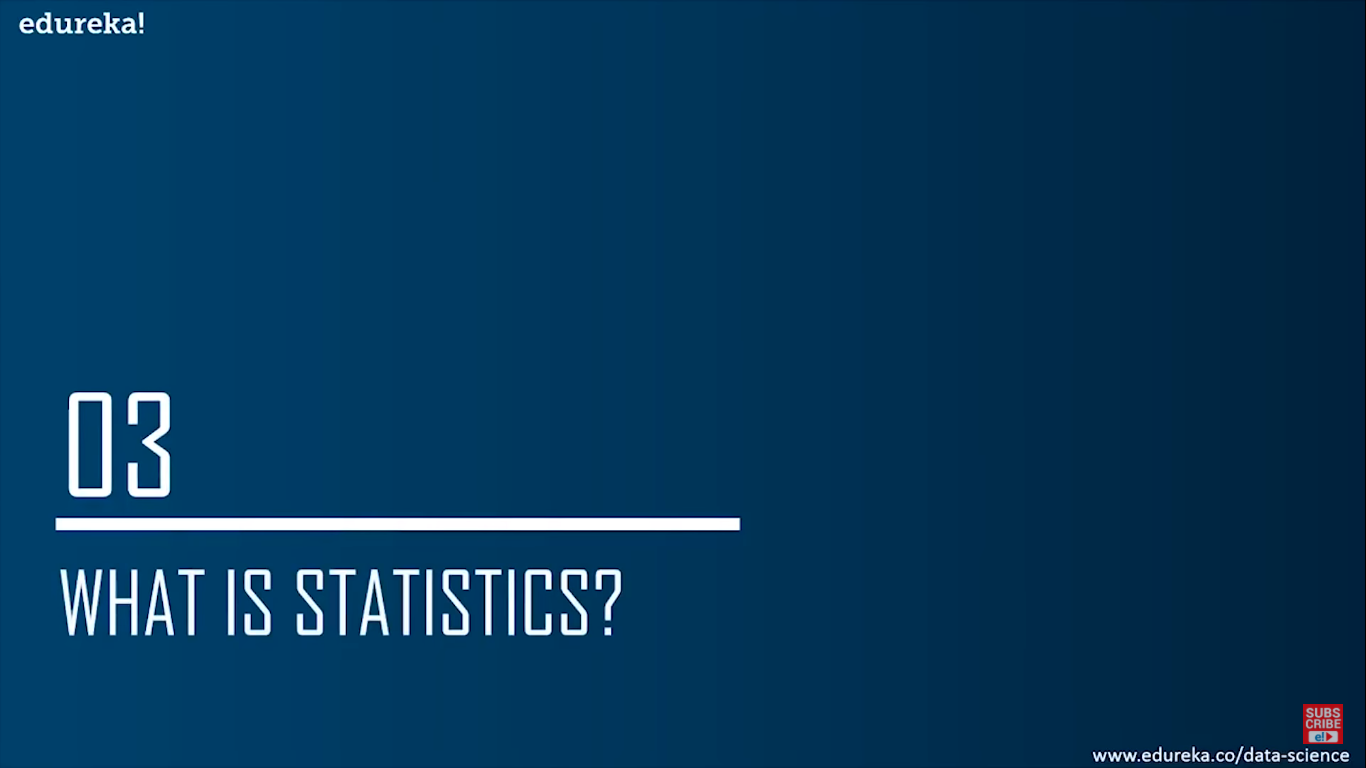 edureka!
03
WHAT IS STATISTICS?
SUBS
CRIBE
e!
www.edureka.co/data-science